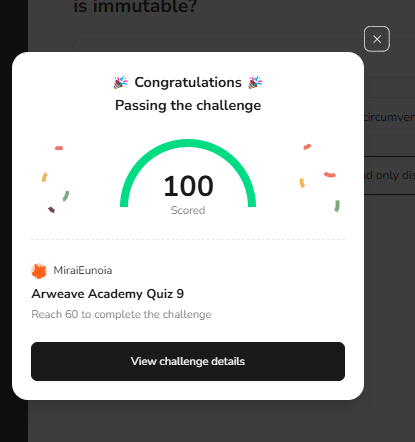 is immutable?
🎉 Congratulations 🎉
Passing the challenge
circumven
nd only dis
100
Scored
MiraiEunoia
Arweave Academy Quiz 9
Reach 60 to complete the challenge
View challenge details